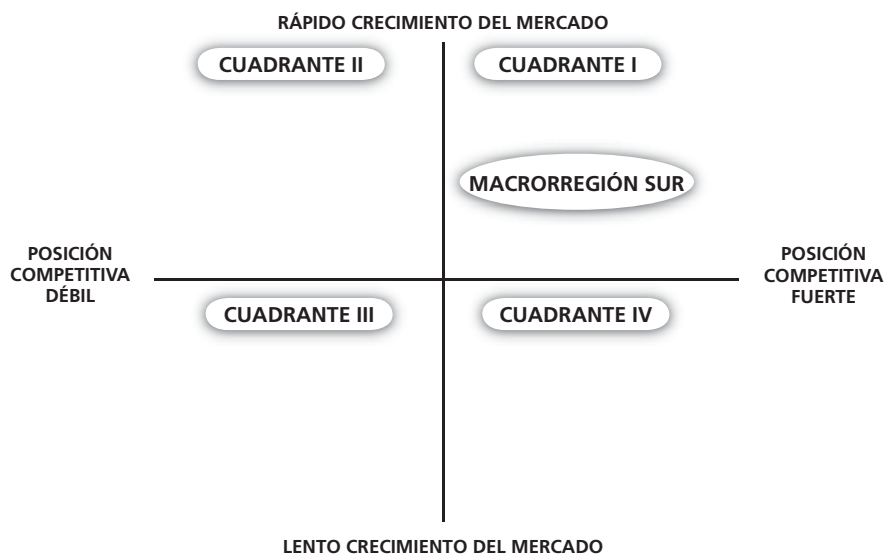 RÁPIDO CRECIMIENTO DEL MERCADO
CUADRANTE II
CUADRANTE I
MACRORREGIÓN SUR
POSICIÓN
COMPETITIVA
DÉBIL
POSICIÓN
COMPETITIVA
FUERTE
CUADRANTE III
CUADRANTE IV
LENTO CRECIMIENTO DEL MERCADO